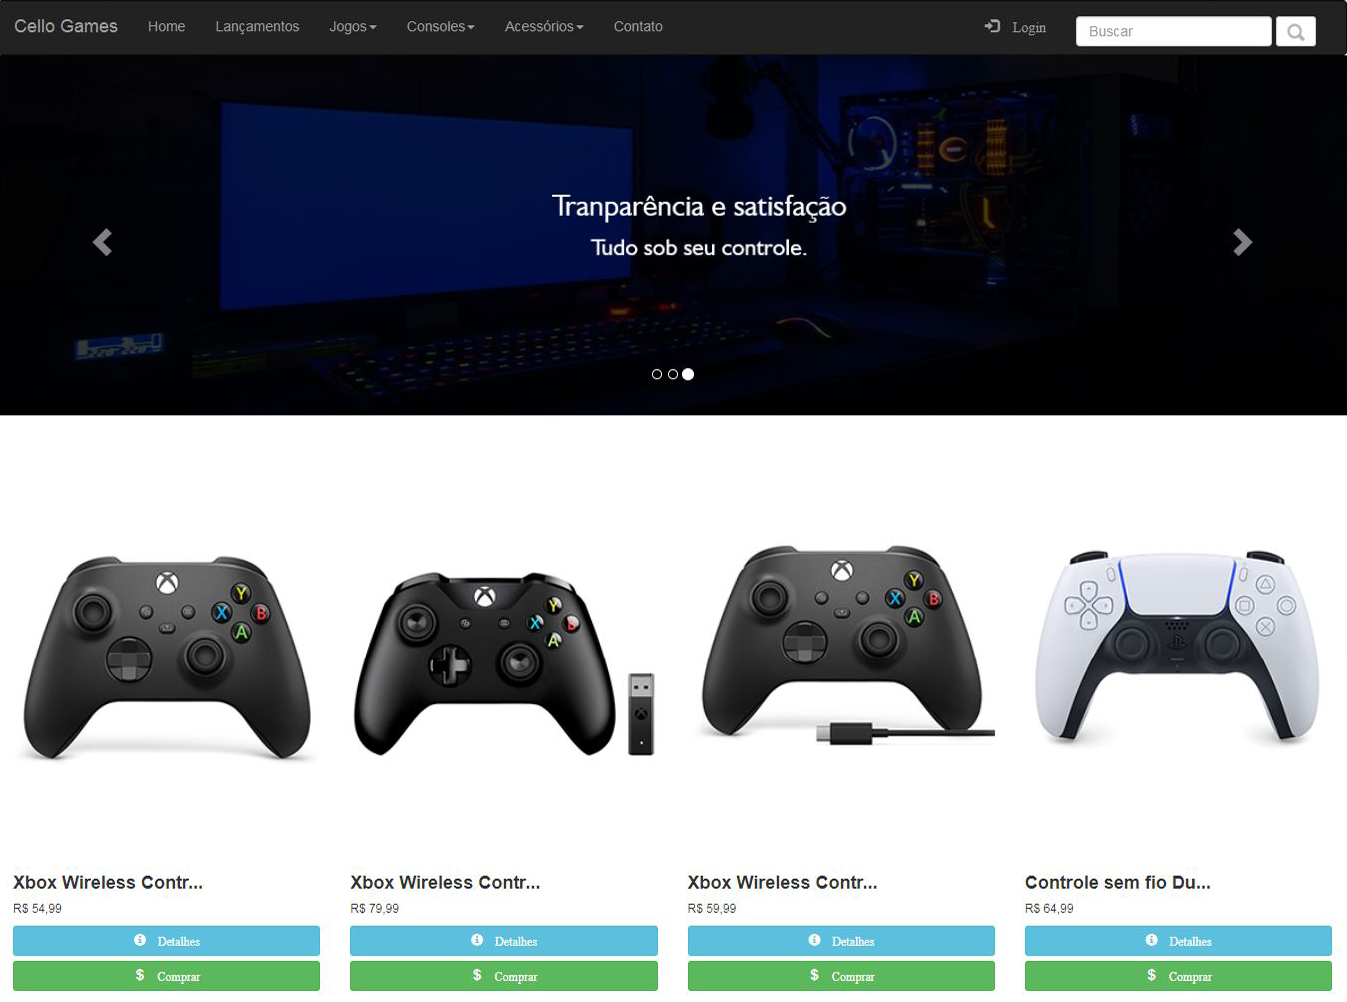 Cello Games Home Lançamentos Jogos Consoles Acessórios Contato Login Buscar
Tranparência e satisfação
Tudo sob seu controle.
Y
X B
A
Y
X B
A
Y
X B
A
Xbox Wireless Contr... Xbox Wireless Contr... Xbox Wireless Contr... Controle sem fio Du...
R$ 54,99 R$ 79,99 R$ 59,99 R$ 64,99
Detalhes Detalhes Detalhes Detalhes
$ Comprar $ Comprar $ Comprar $ Comprar